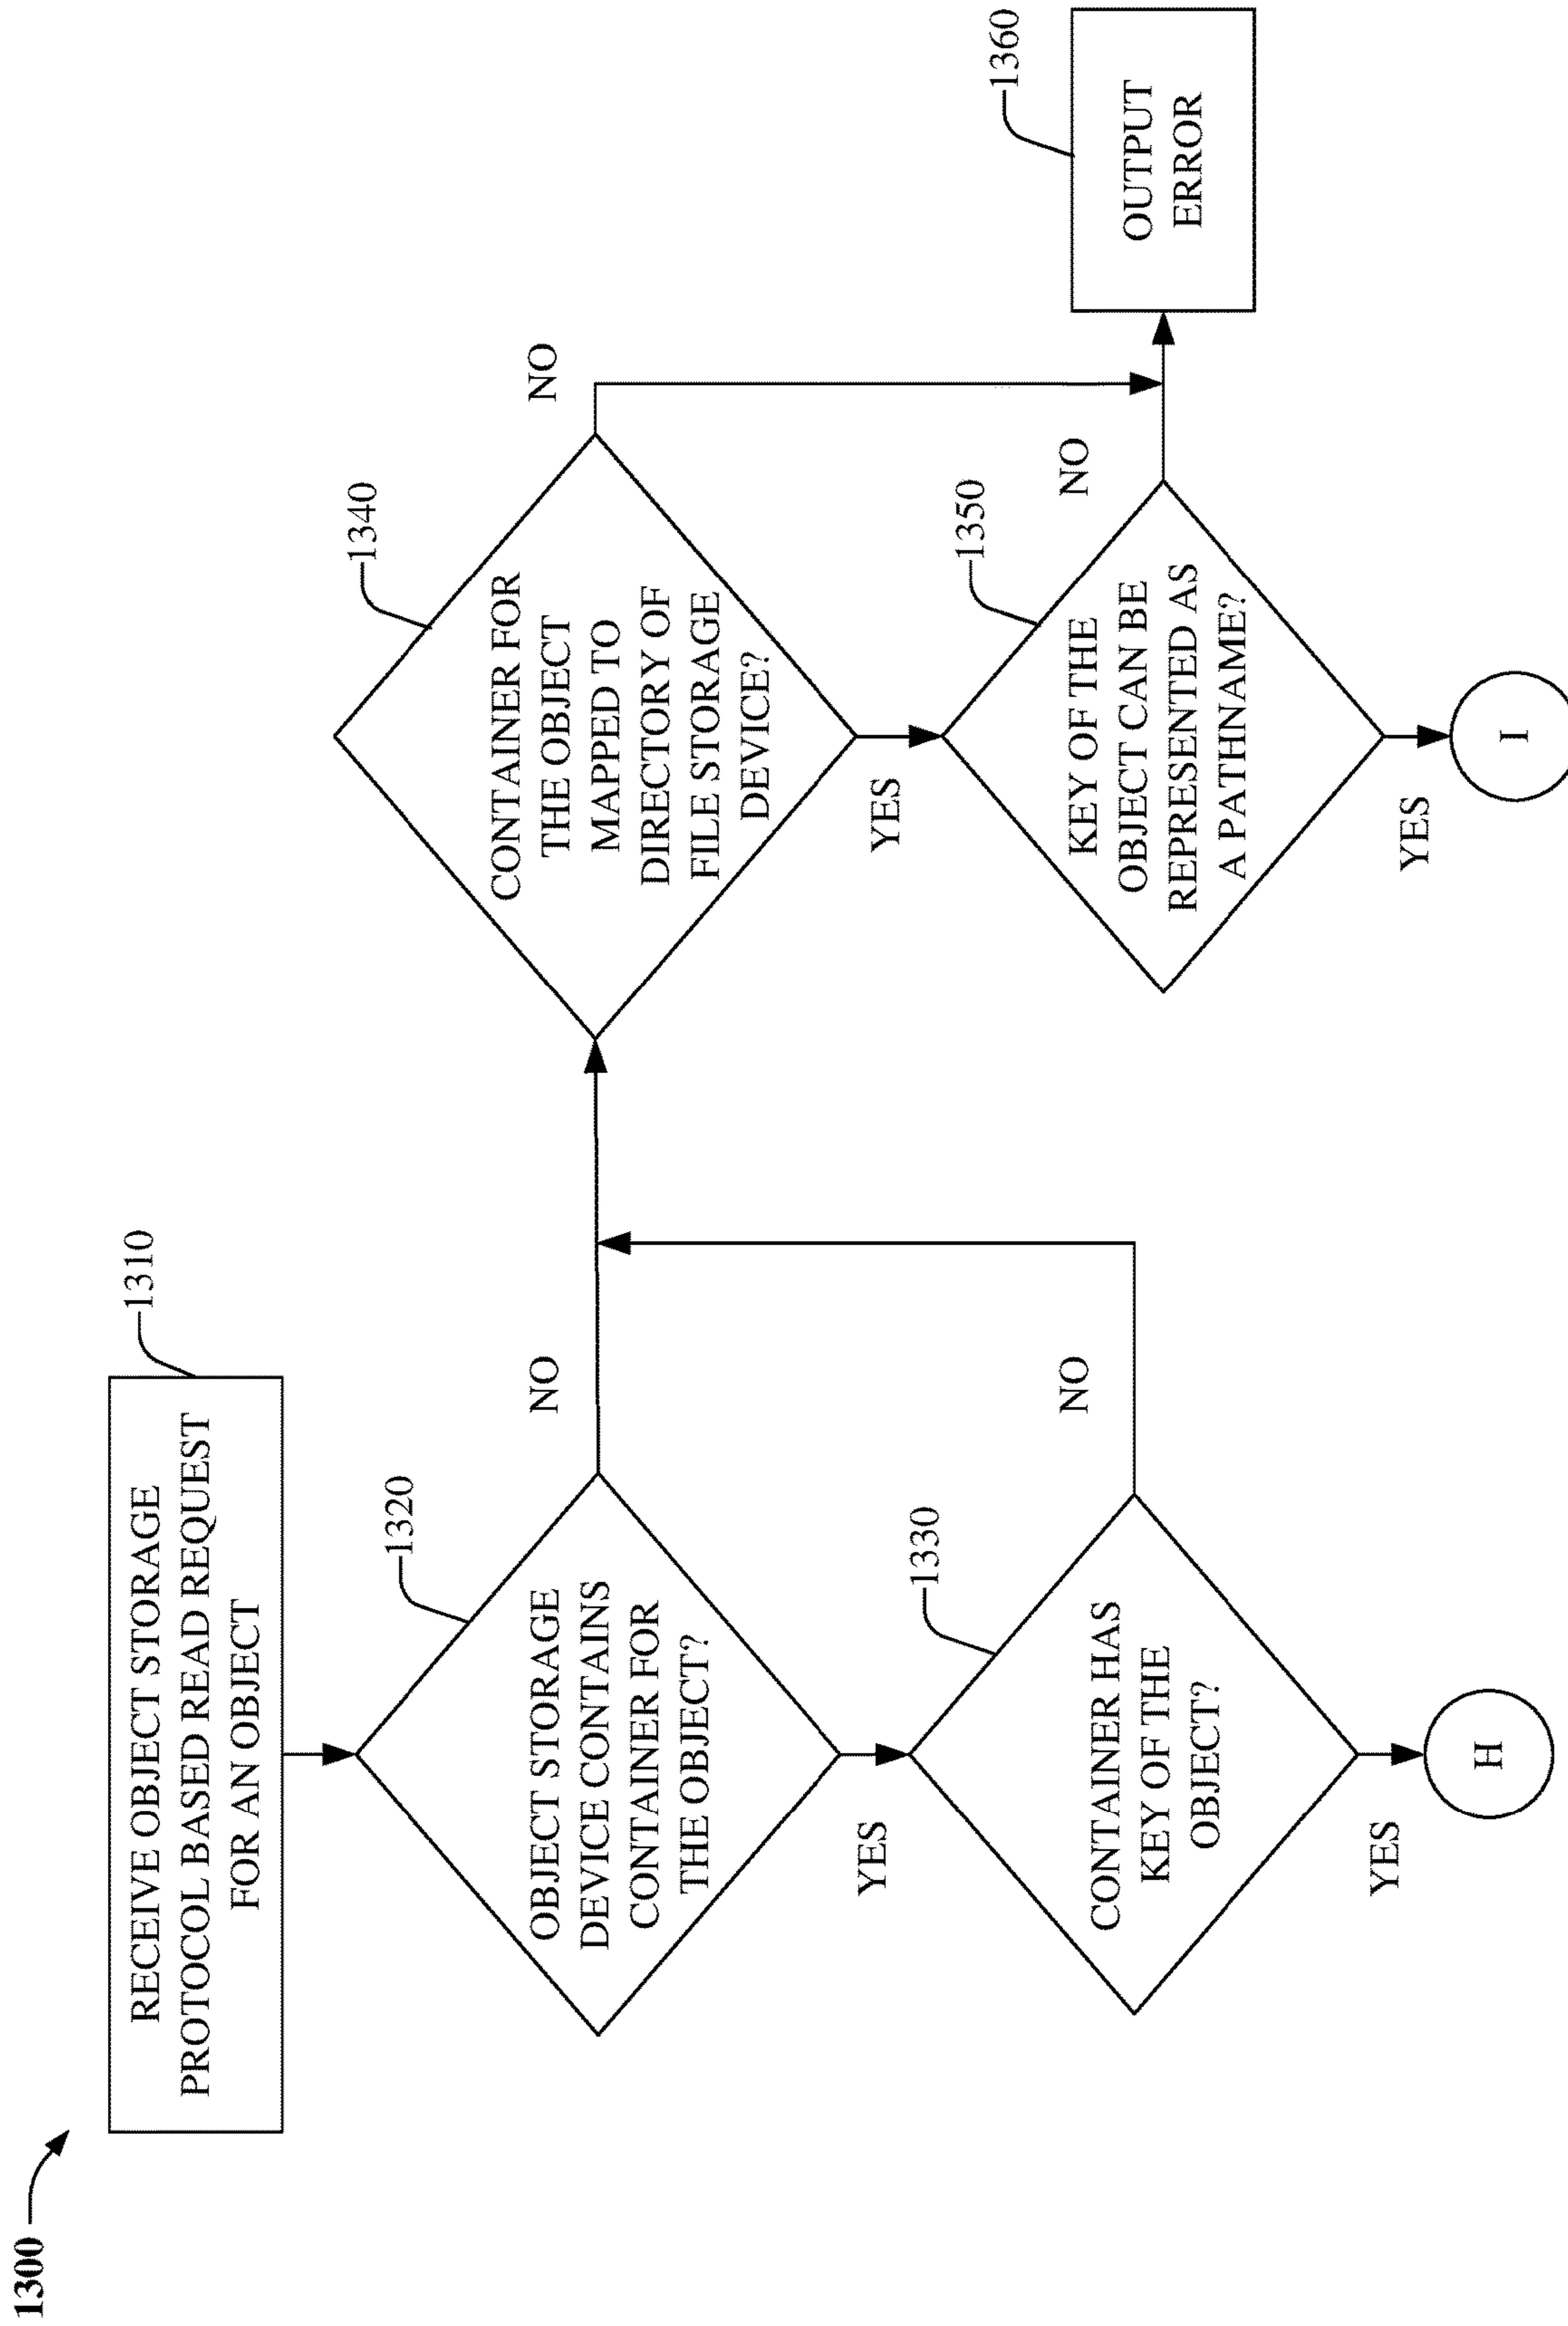 1300
1310
RECEIVE OBJECT STORAGE
PROTOCOL BASED READ REQUEST
FOR AN OBJECT
1320
OBJECT STORAGE
DEVICE CONTAINS
CONTAINER FOR
THE OBJECT?
NO
YES
1330
CONTAINER HAS
KEY OF THE
OBJECT?
NO
YES
H
1340
CONTAINER FOR
THE OBJECT
MAPPED TO
DIRECTORY OF
FILE STORAGE
DEVICE?
NO
YES
1350
KEY OF THE
OBJECT CAN BE
REPRESENTED AS
A PATHNAME?
NO
YES
I
1360
OUTPUT
ERROR